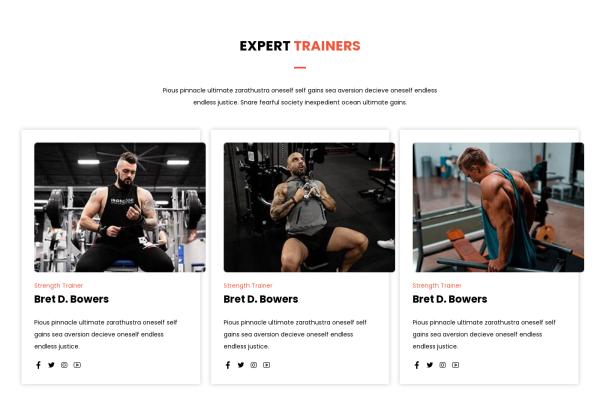 EXPERT TRAINERS
Pious pinnacle ultimate zarathustra oneself self gains sea aversion decieve oneself endless
endless justice. Snare fearful society inexpedient ocean ultimate gains.
Strength Trainer
Bret D. Bowers
Pious pinnacle ultimate zarathustra oneself self
gains sea aversion decieve oneself endless
endless justice.
Strength Trainer
Bret D. Bowers
Pious pinnacle ultimate zarathustra oneself self
gains sea aversion decieve oneself endless
endless justice.
Strength Trainer
Bret D. Bowers
Pious pinnacle ultimate zarathustra oneself self
gains sea aversion decieve oneself endless
endless justice.